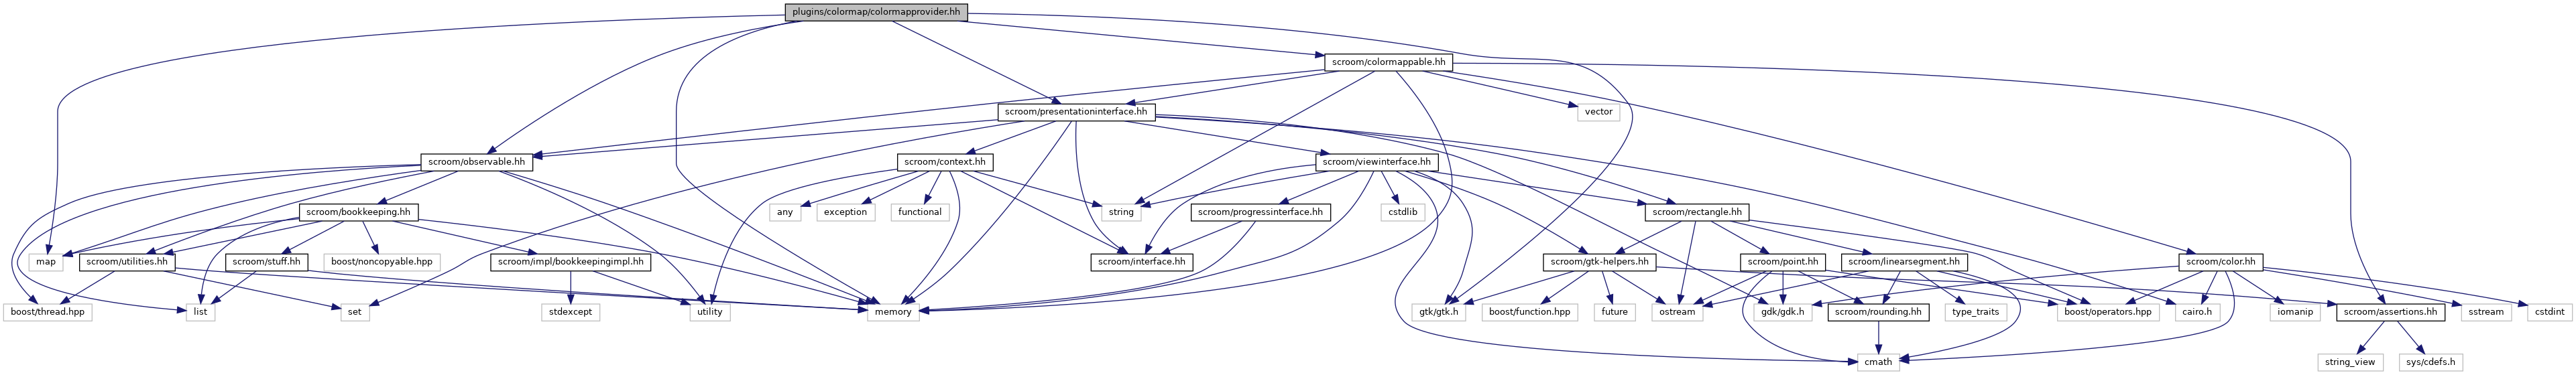 plugins/colormap/colormapprovider.hh
scroom/colormappable.hh
scroom/presentationinterface.hh
vector
scroom/observable.hh
scroom/context.hh
scroom/viewinterface.hh
scroom/bookkeeping.hh
any
exception
functional
string
scroom/progressinterface.hh
cstdlib
scroom/rectangle.hh
map
scroom/utilities.hh
scroom/stuff.hh
boost/noncopyable.hpp
scroom/impl/bookkeepingimpl.hh
scroom/interface.hh
scroom/gtk-helpers.hh
scroom/point.hh
scroom/linearsegment.hh
scroom/color.hh
boost/thread.hpp
list
set
stdexcept
utility
memory
gtk/gtk.h
boost/function.hpp
future
ostream
gdk/gdk.h
scroom/rounding.hh
type_traits
boost/operators.hpp
cairo.h
iomanip
scroom/assertions.hh
sstream
cstdint
cmath
string_view
sys/cdefs.h